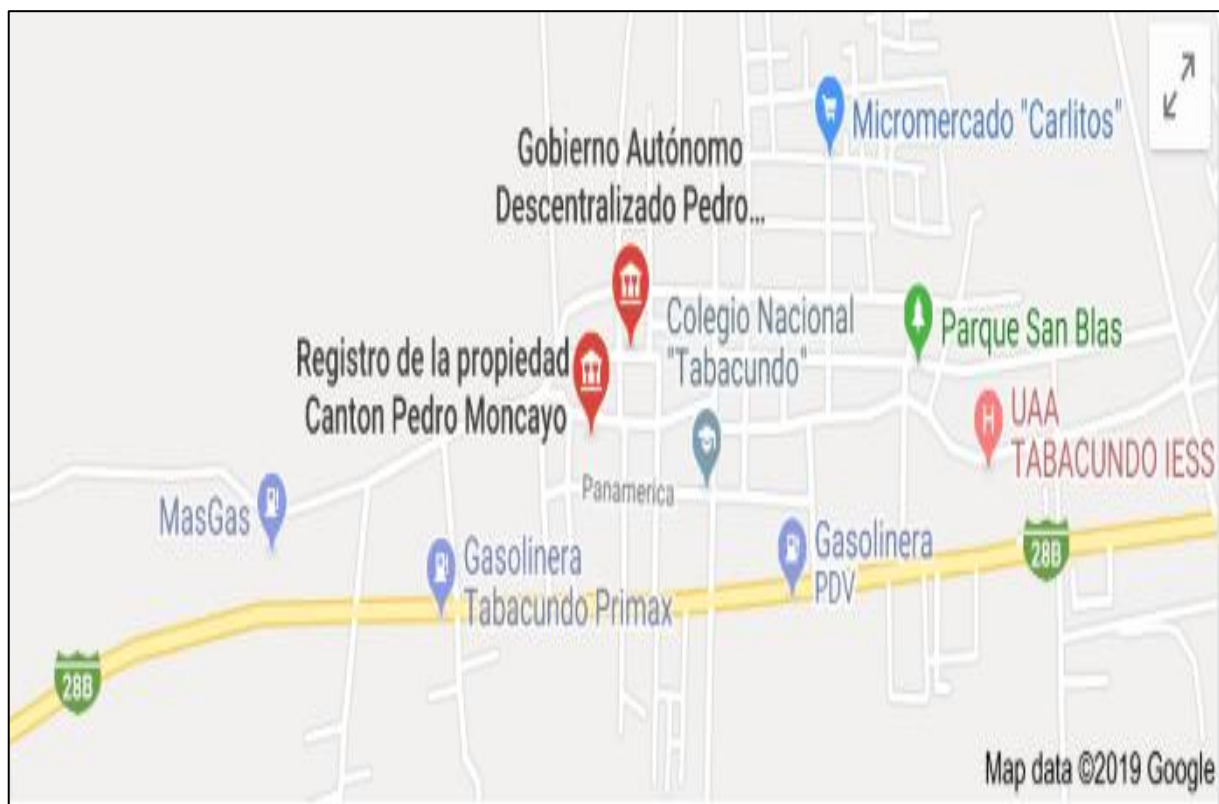 Micromercado "Carlitos"
Gobierno Autónomo
Descentralizado Pedro...
Colegio Nacional
"Tabacundo"
Parque San Blas
Registro de la propiedad
Canton Pedro Moncayo
UAA
TABACUNDO IESS
Panamerica
MasGas
Gasolinera
Tabacundo Primax
Gasolinera
PDV
28B
28B
Map data ©2019 Google